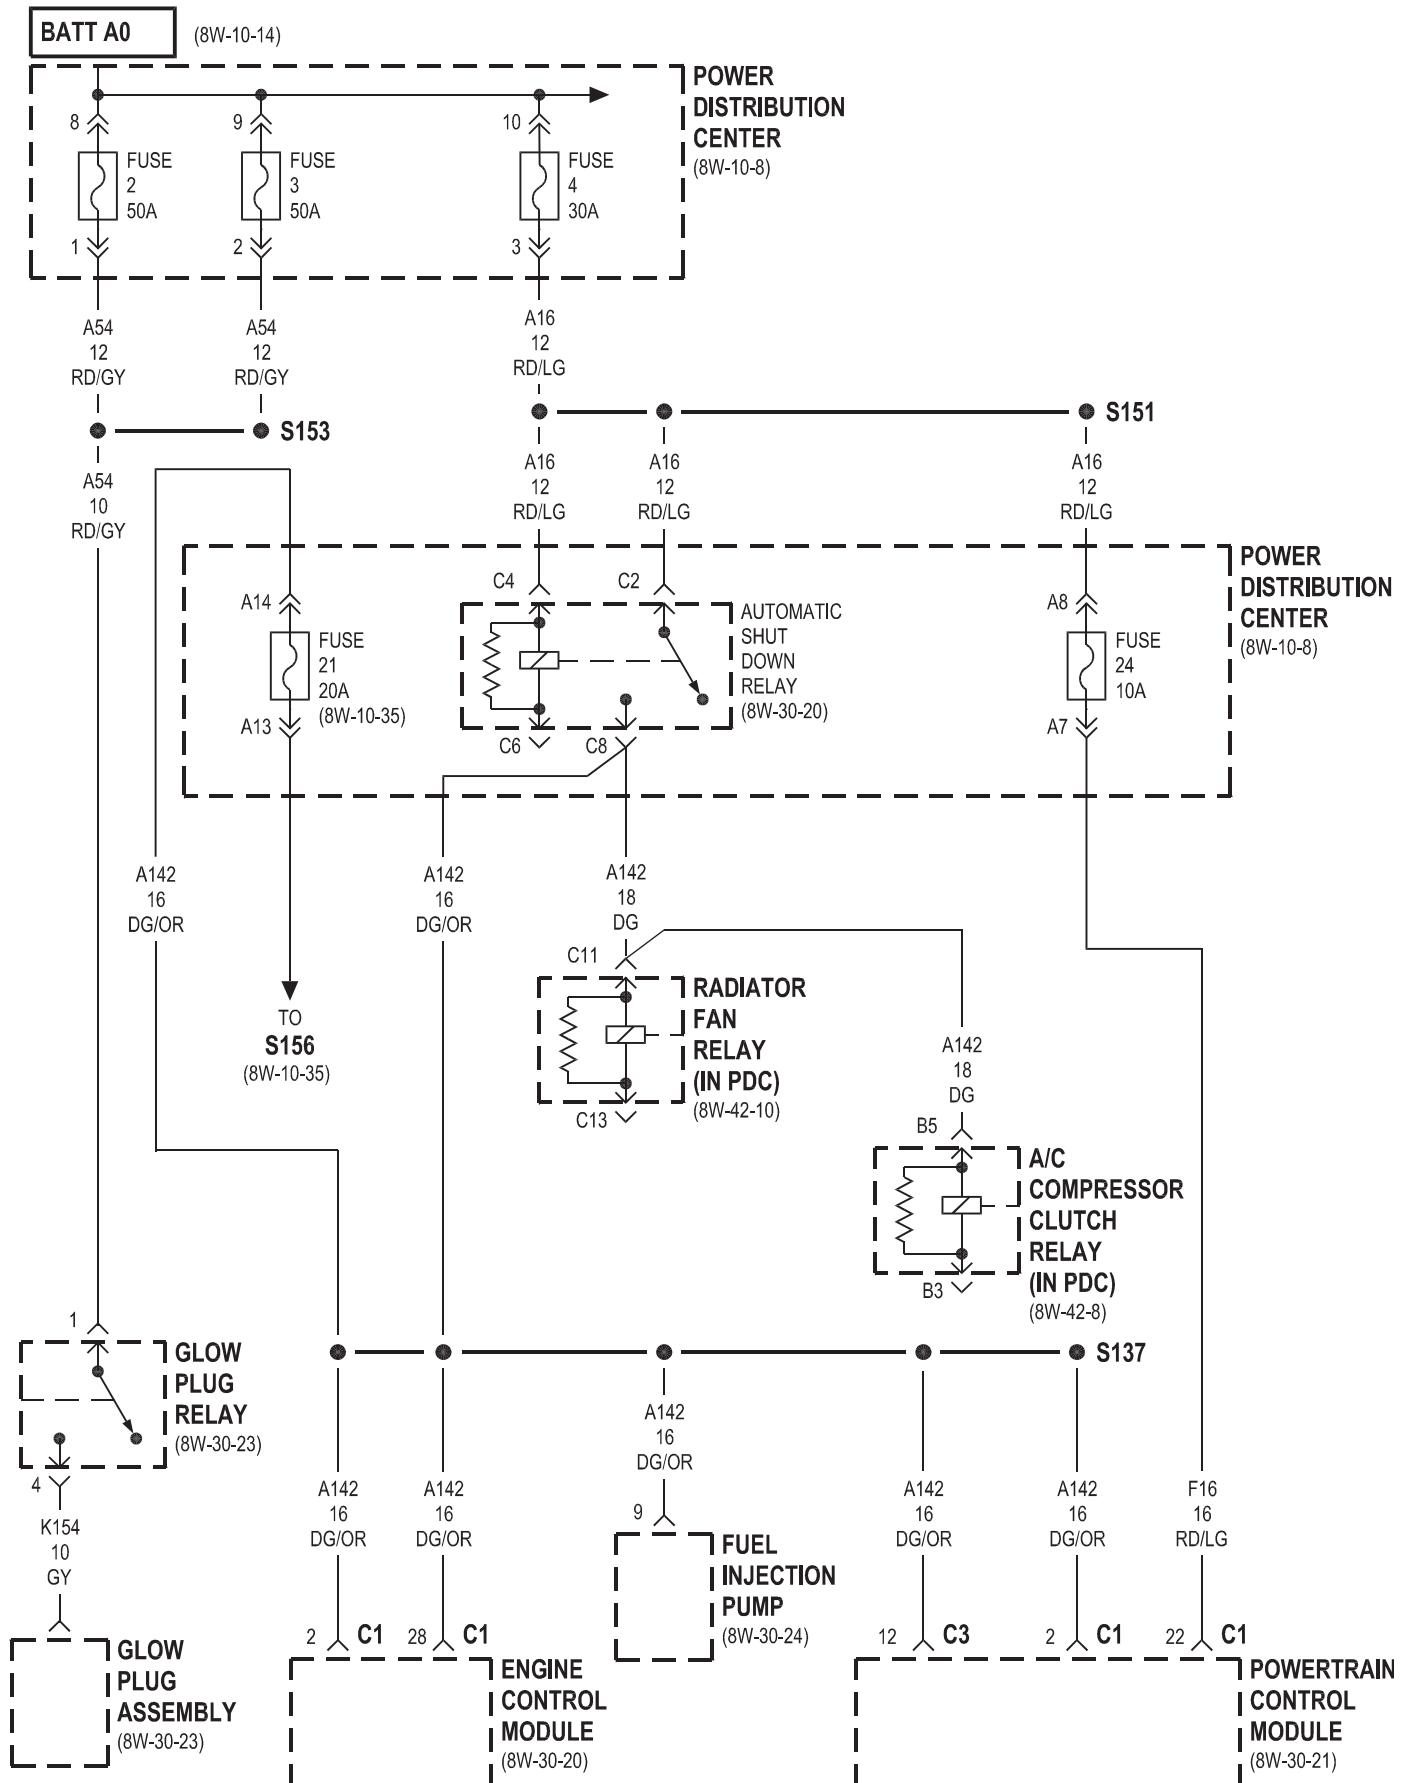 BATT A0
(8W-10-14)
POWER
DISTRIBUTION
CENTER
(8W-10-8)
8
FUSE
2
50A
1
9
FUSE
3
50A
2
10
FUSE
4
30A
3
A54
12
RD/GY
A54
12
RD/GY
A16
12
RD/LG
S153
S151
A54
10
RD/GY
A16
12
RD/LG
A16
12
RD/LG
A16
12
RD/LG
POWER
DISTRIBUTION
CENTER
(8W-10-8)
A14
FUSE
21
20A
(8W-10-35)
A13
C4
C2
AUTOMATIC
SHUT
DOWN
RELAY
(8W-30-20)
C6
C8
A8
FUSE
24
10A
A7
A142
16
DG/OR
A142
16
DG/OR
A142
18
DG
TO
S156
(8W-10-35)
C11
RADIATOR
FAN
RELAY
(IN PDC)
(8W-42-10)
C13
A142
18
DG
B5
A/C
COMPRESSOR
CLUTCH
RELAY
(IN PDC)
(8W-42-8)
B3
1
GLOW
PLUG
RELAY
(8W-30-23)
4
S137
K154
10
GY
A142
16
DG/OR
A142
16
DG/OR
A142
16
DG/OR
A142
16
DG/OR
A142
16
DG/OR
F16
16
RD/LG
GLOW
PLUG
ASSEMBLY
(8W-30-23)
2 C1
28 C1
ENGINE
CONTROL
MODULE
(8W-30-20)
9
FUEL
INJECTION
PUMP
(8W-30-24)
12 C3
2 C1
22 C1
POWERTRAIN
CONTROL
MODULE
(8W-30-21)